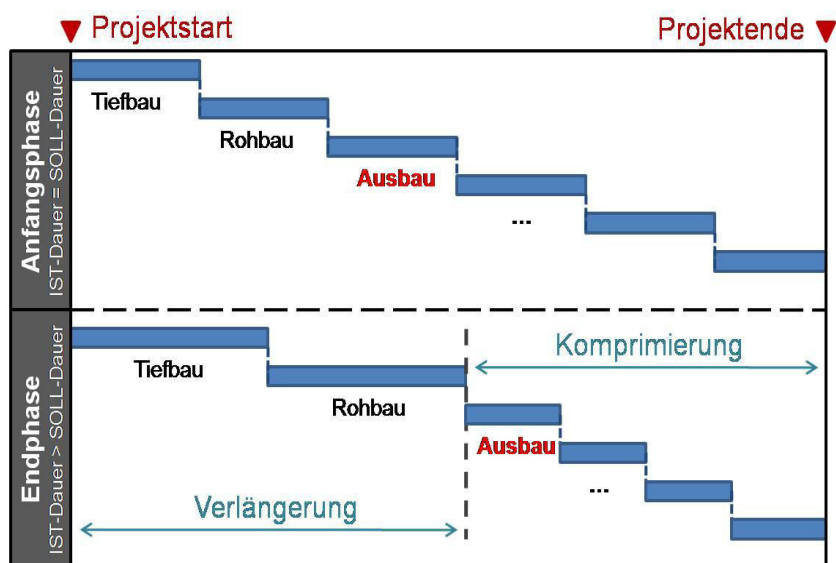 Projektstart
Projektende
Anfangsphase
IST-Dauer = SOLL-Dauer
Tiefbau
Rohbau
Ausbau
...
Endphase
IST-Dauer > SOLL-Dauer
Komprimierung
Tiefbau
Rohbau
Ausbau
...
Verlängerung